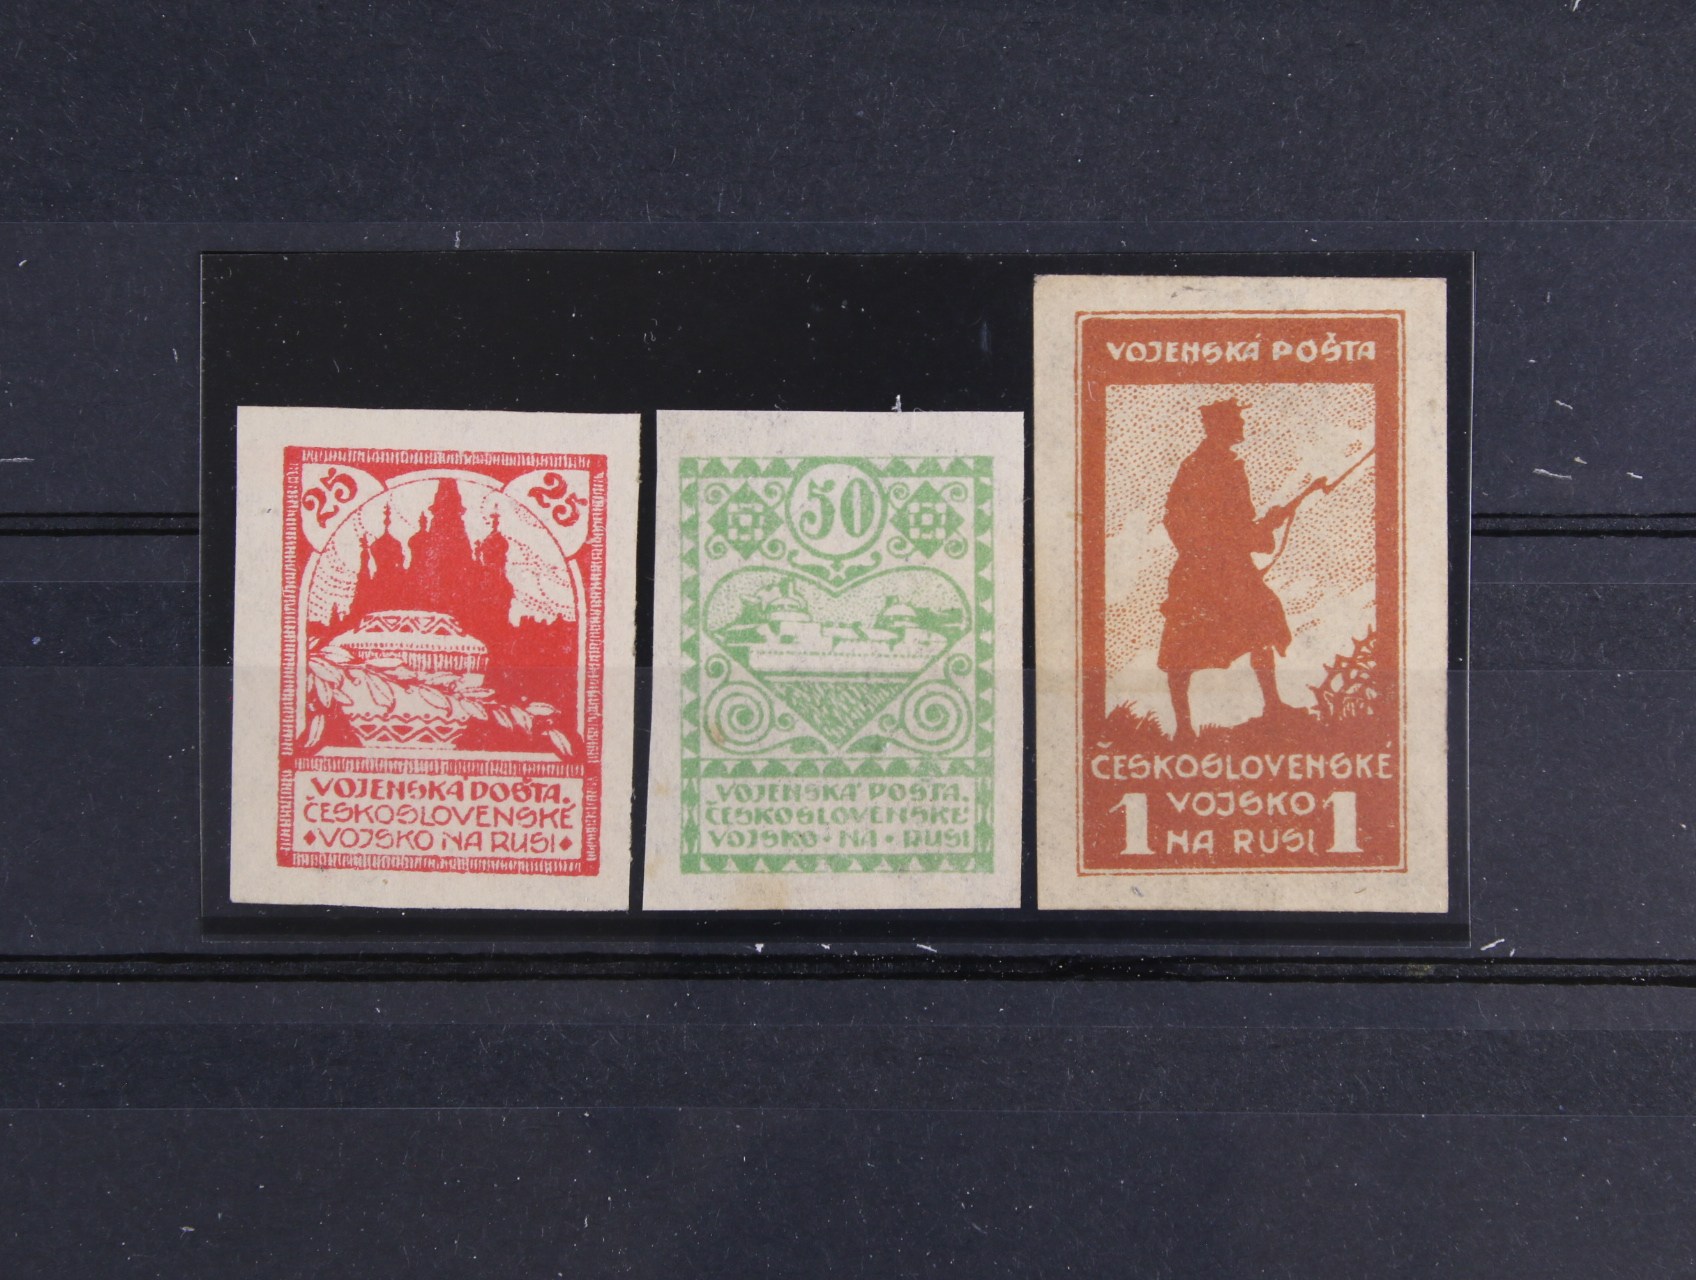 25 25
VOJENSKÁ POŠTA.
ČESKOSLOVENSKÉ
VOJSKO NA RUSI
50
VOJENSKÁ POŠTA.
ČESKOSLOVENSKÉ
VOJSKO · NA · RUSI
VOJENSKÁ POŠTA
ČESKOSLOVENSKÉ
1 VOJSKO 1
NA RUSI